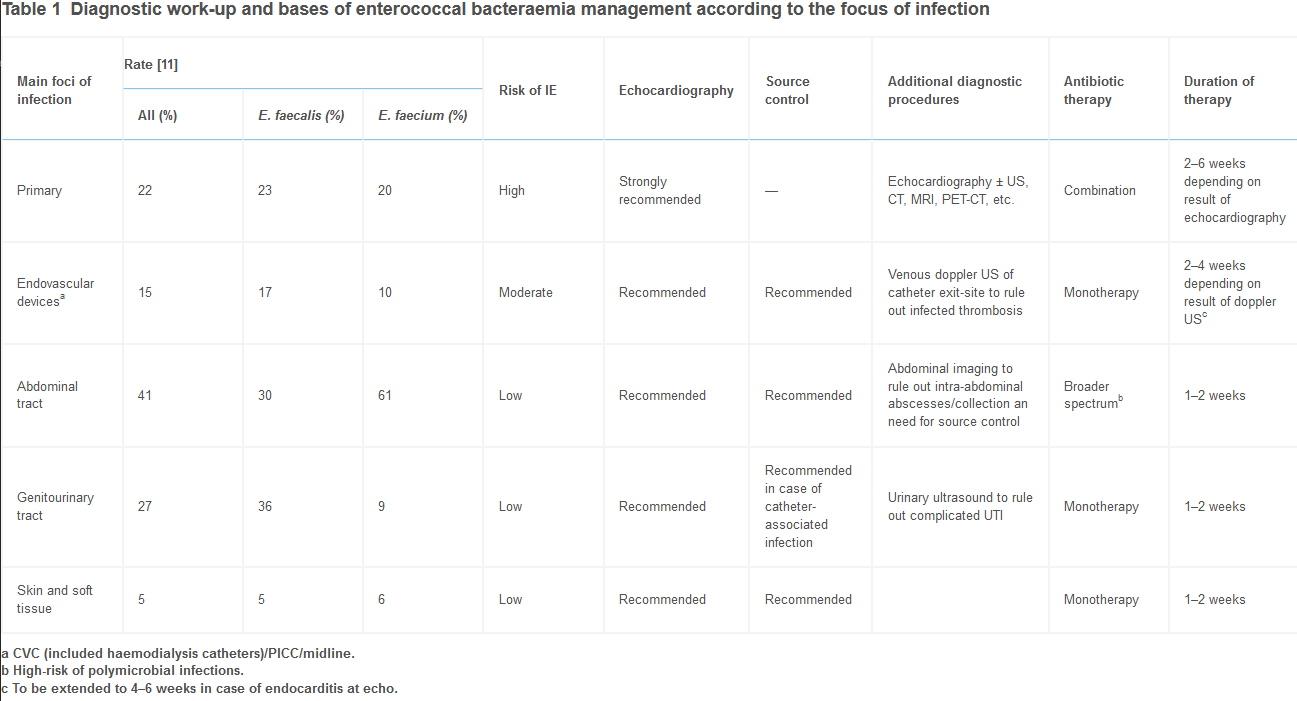 Table 1 Diagnostic work-up and bases of enterococcal bacteraemia management according to the focus of infection
Main foci of
infection
Rate [11]
All (%)
E. faecalis (%)
E. faecium (%)
Risk of IE
Echocardiography
Source
control
Additional diagnostic
procedures
Antibiotic
therapy
Duration of
therapy
Primary
22
23
20
High
Strongly
recommended
—
Echocardiography ± US,
CT, MRI, PET-CT, etc.
Combination
2–6 weeks
depending on
result of
echocardiography
Endovascular
devicesa
15
17
10
Moderate
Recommended
Recommended
Venous doppler US of
catheter exit-site to rule
out infected thrombosis
Monotherapy
2–4 weeks
depending on
result of doppler
USc
Abdominal
tract
41
30
61
Low
Recommended
Recommended
Abdominal imaging to
rule out intra-abdominal
abscesses/collection an
need for source control
Broader
spectrumb
1–2 weeks
Genitourinary
tract
27
36
9
Low
Recommended
Recommended
in case of
catheter-
associated
infection
Urinary ultrasound to rule
out complicated UTI
Monotherapy
1–2 weeks
Skin and soft
tissue
5
5
6
Low
Recommended
Recommended
Monotherapy
1–2 weeks
a CVC (included haemodialysis catheters)/PICC/midline.
b High-risk of polymicrobial infections.
c To be extended to 4–6 weeks in case of endocarditis at echo.